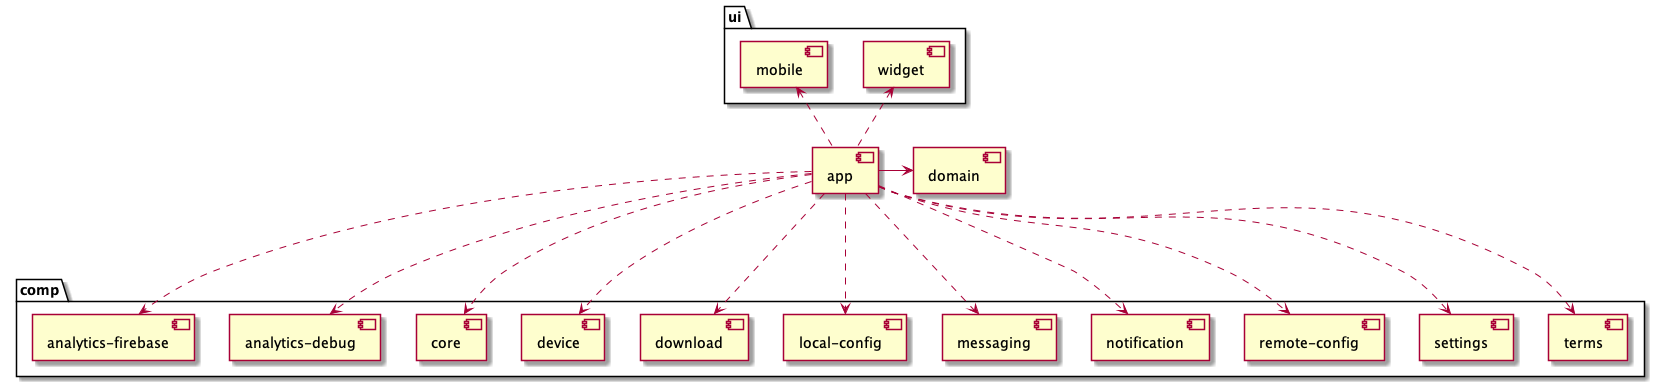 ui
mobile
widget
app
domain
comp
analytics-firebase
analytics-debug
core
device
download
local-config
messaging
notification
remote-config
settings
terms